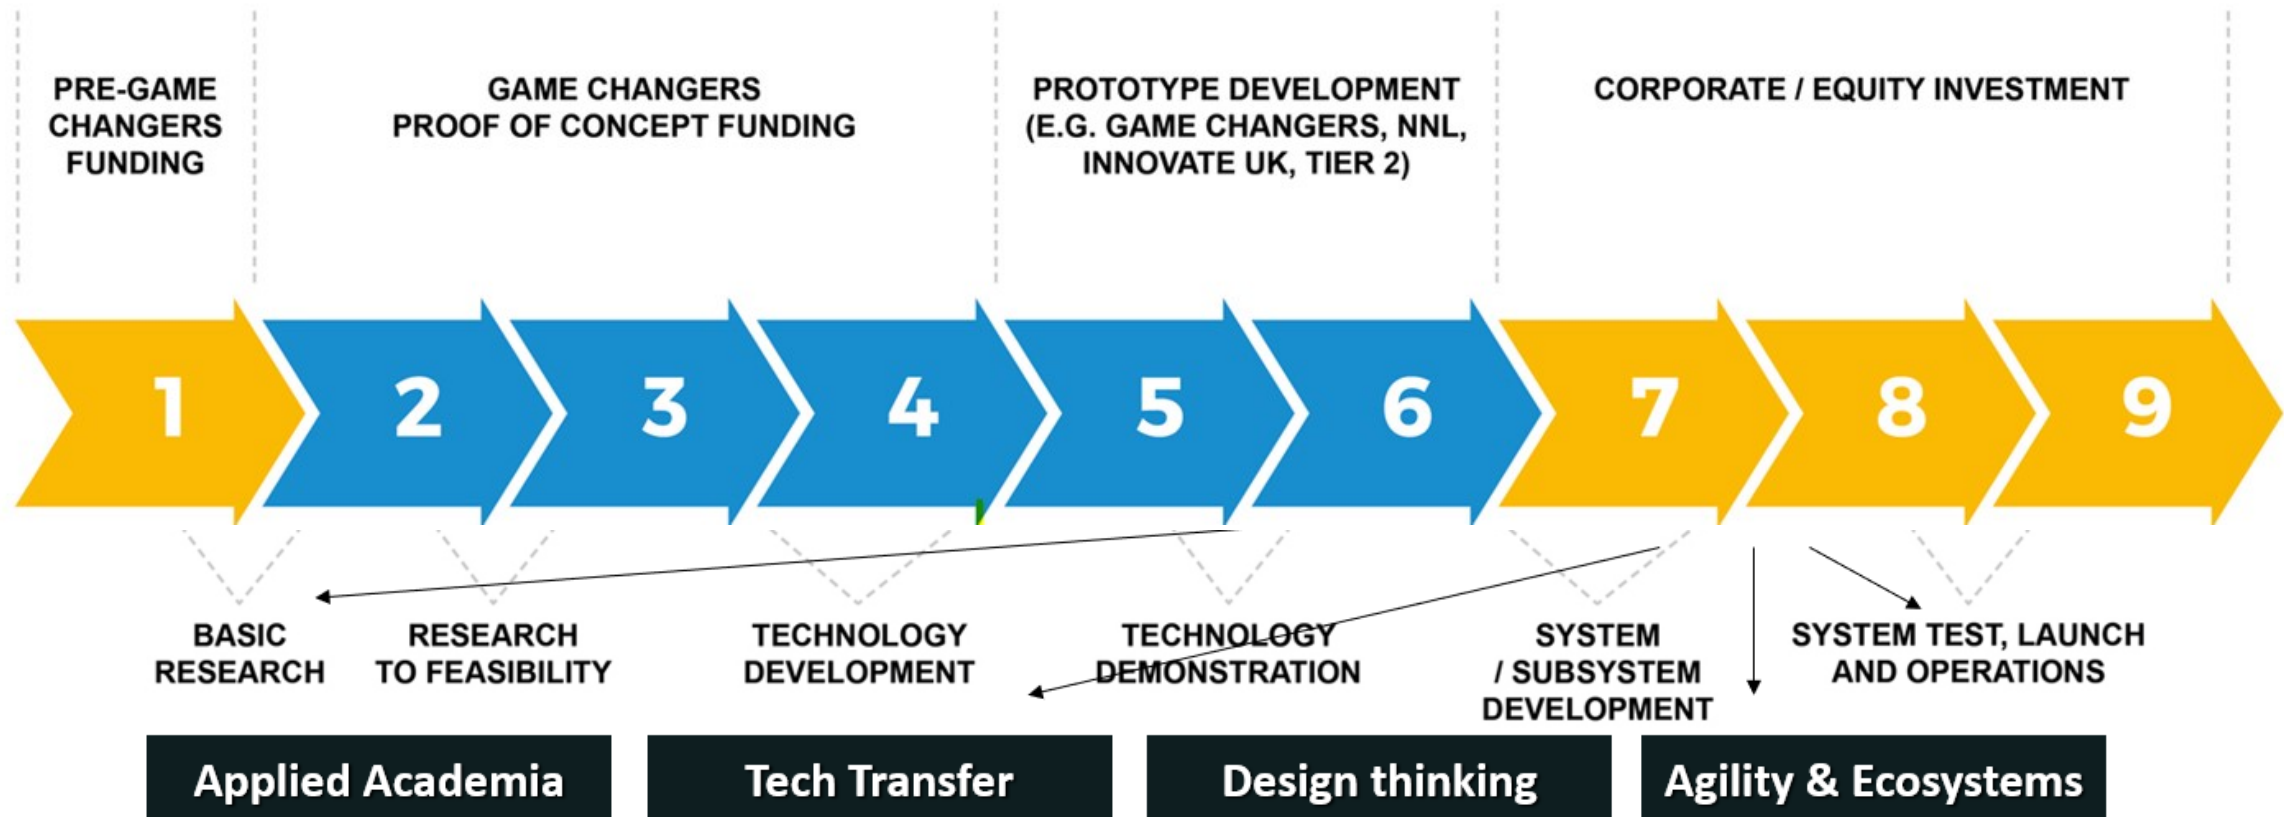 PRE-GAME
CHANGERS
FUNDING
GAME CHANGERS
PROOF OF CONCEPT FUNDING
PROTOTYPE DEVELOPMENT
(E.G. GAME CHANGERS, NNL,
INNOVATE UK, TIER 2)
CORPORATE / EQUITY INVESTMENT
1
2
3
4
5
6
7
8
9
BASIC
RESEARCH
RESEARCH
TO FEASIBILITY
TECHNOLOGY
DEVELOPMENT
TECHNOLOGY
DEMONSTRATION
SYSTEM
/ SUBSYSTEM
DEVELOPMENT
SYSTEM TEST, LAUNCH
AND OPERATIONS
Applied Academia
Tech Transfer
Design thinking
Agility & Ecosystems